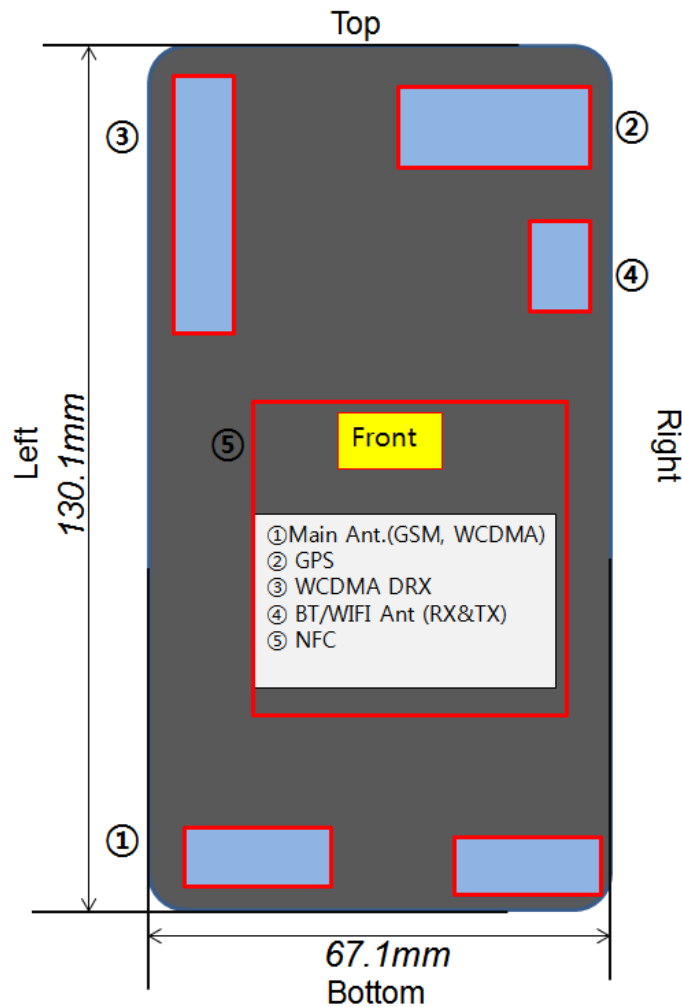 Top
③
②
④
Left
130.1mm
⑤
Front
Right
①Main Ant.(GSM, WCDMA)
② GPS
③ WCDMA DRX
④ BT/WIFI Ant (RX&TX)
⑤ NFC
①
67.1mm
Bottom